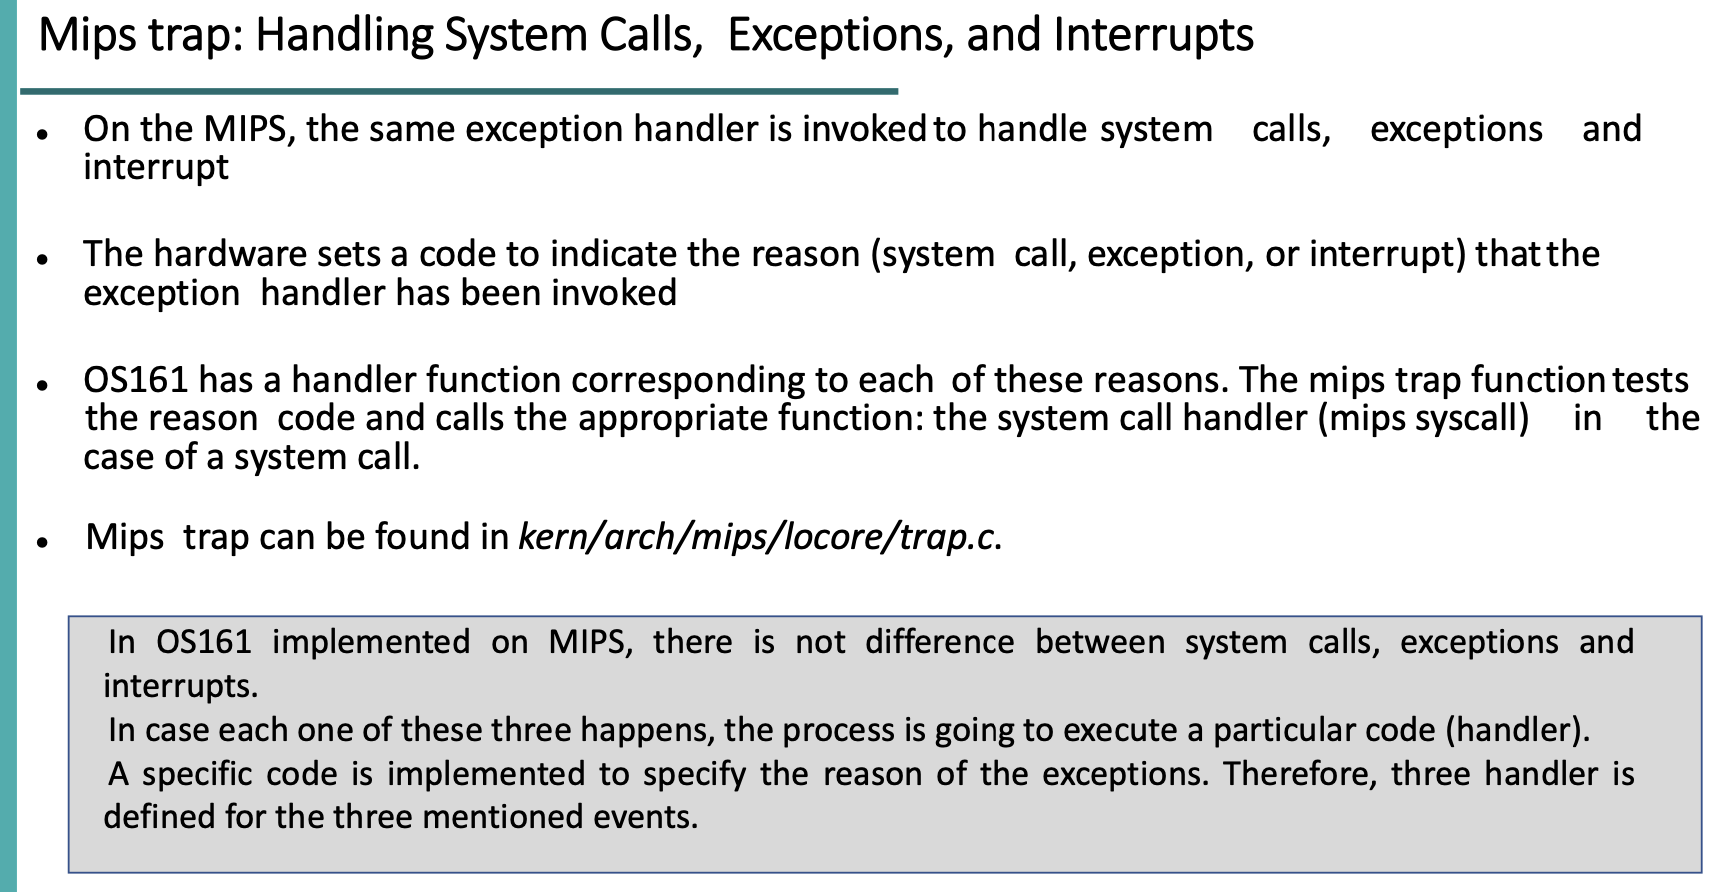 Mips trap: Handling System Calls, Exceptions, and Interrupts
• On the MIPS, the same exception handler is invoked to handle system calls, exceptions and
interrupt
• The hardware sets a code to indicate the reason (system call, exception, or interrupt) that the
exception handler has been invoked
• OS161 has a handler function corresponding to each of these reasons. The mips trap function tests
the reason code and calls the appropriate function: the system call handler (mips syscall) in the
case of a system call.
• Mips trap can be found in kern/arch/mips/locore/trap.c.
In OS161 implemented on MIPS, there is not difference between system calls, exceptions and
interrupts.
In case each one of these three happens, the process is going to execute a particular code (handler).
A specific code is implemented to specify the reason of the exceptions. Therefore, three handler is
defined for the three mentioned events.